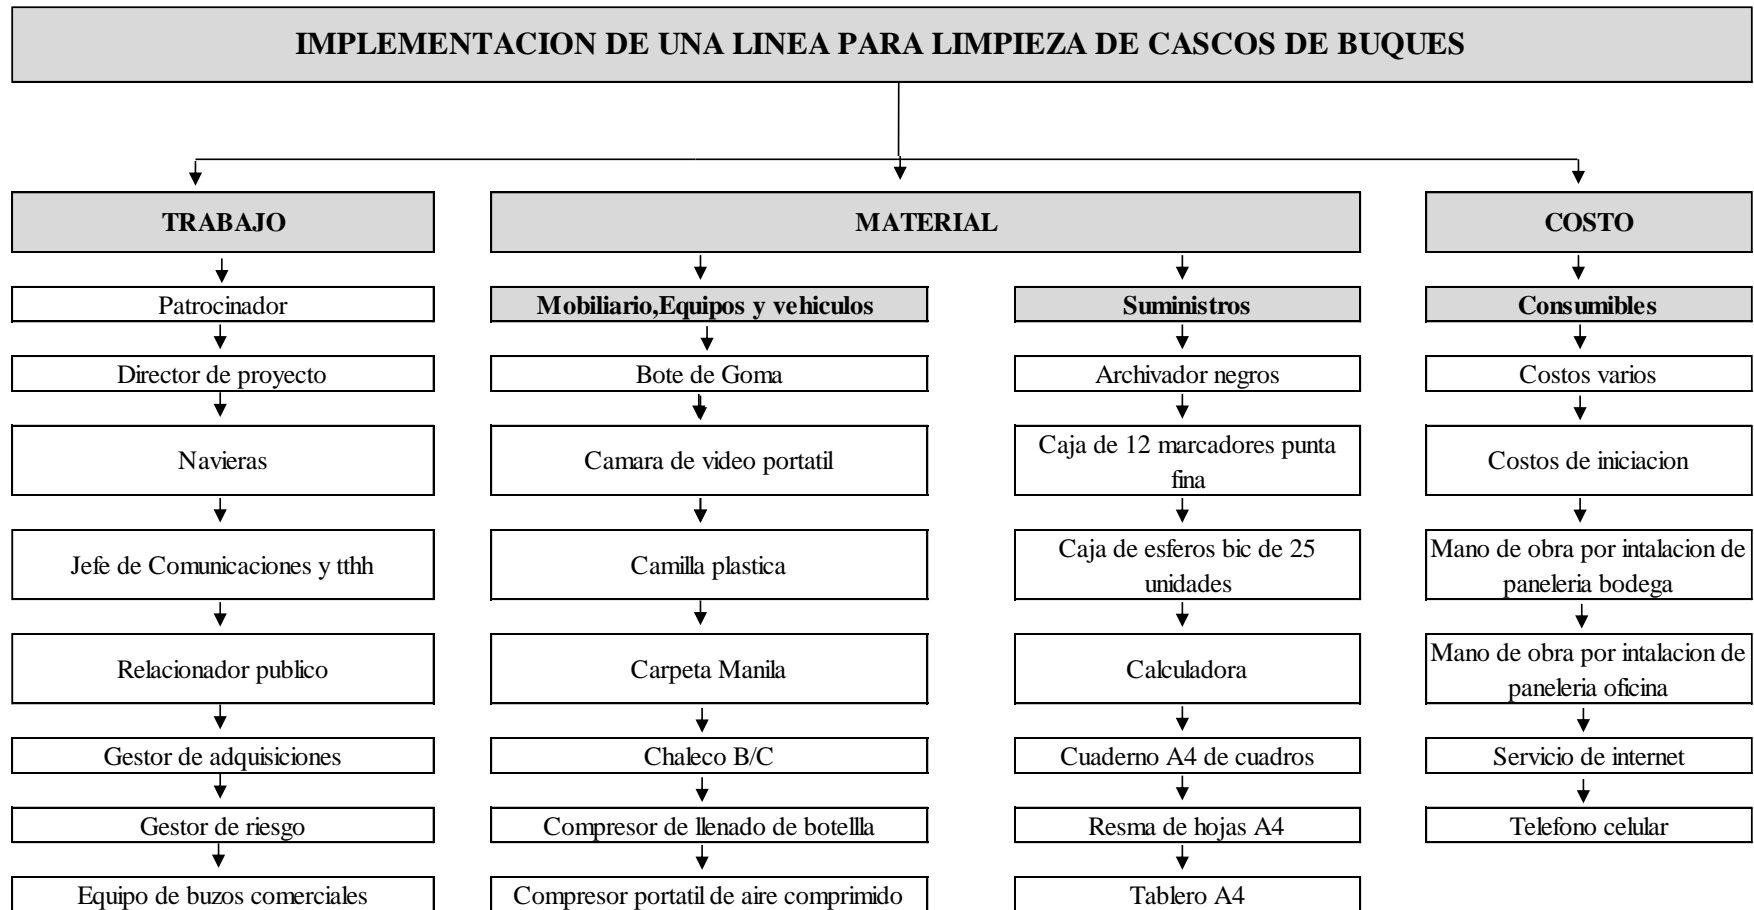 IMPLEMENTACION DE UNA LINEA PARA LIMPIEZA DE CASCOS DE BUQUES
TRABAJO
Patrocinador
Director de proyecto
Navieras
Jefe de Comunicaciones y tthh
Relacionador publico
Gestor de adquisiciones
Gestor de riesgo
Equipo de buzos comerciales
MATERIAL
Mobiliario,Equipos y vehiculos
Bote de Goma
Camara de video portatil
Camilla plastica
Carpeta Manila
Chaleco B/C
Compresor de llenado de botellla
Compresor portatil de aire comprimido
Suministros
Archivador negros
Caja de 12 marcadores punta
fina
Caja de esferos bic de 25
unidades
Calculadora
Cuaderno A4 de cuadros
Resma de hojas A4
Tablero A4
COSTO
Consumibles
Costos varios
Costos de iniciacion
Mano de obra por intalacion de
paneleria bodega
Mano de obra por intalacion de
paneleria oficina
Servicio de internet
Telefono celular